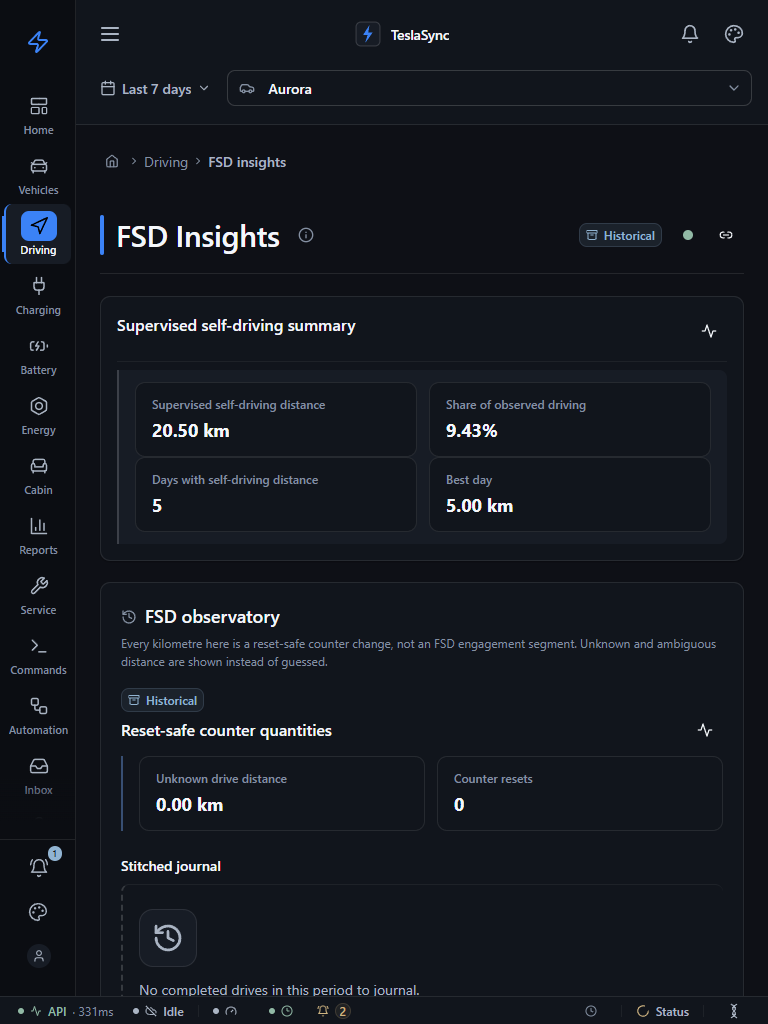 TeslaSync
Last 7 days
Aurora
Home
Vehicles
Driving
Charging
Battery
Energy
Cabin
Reports
Service
Commands
Automation
Inbox
1
Driving
FSD insights
FSD Insights
Historical
Supervised self-driving summary
Supervised self-driving distance
20.50 km
Share of observed driving
9.43%
Days with self-driving distance
5
Best day
5.00 km
FSD observatory
Every kilometre here is a reset-safe counter change, not an FSD engagement segment. Unknown and ambiguous
distance are shown instead of guessed.
Historical
Reset-safe counter quantities
Unknown drive distance
0.00 km
Counter resets
0
Stitched journal
No completed drives in this period to journal.
API · 331ms
Idle
2
Status